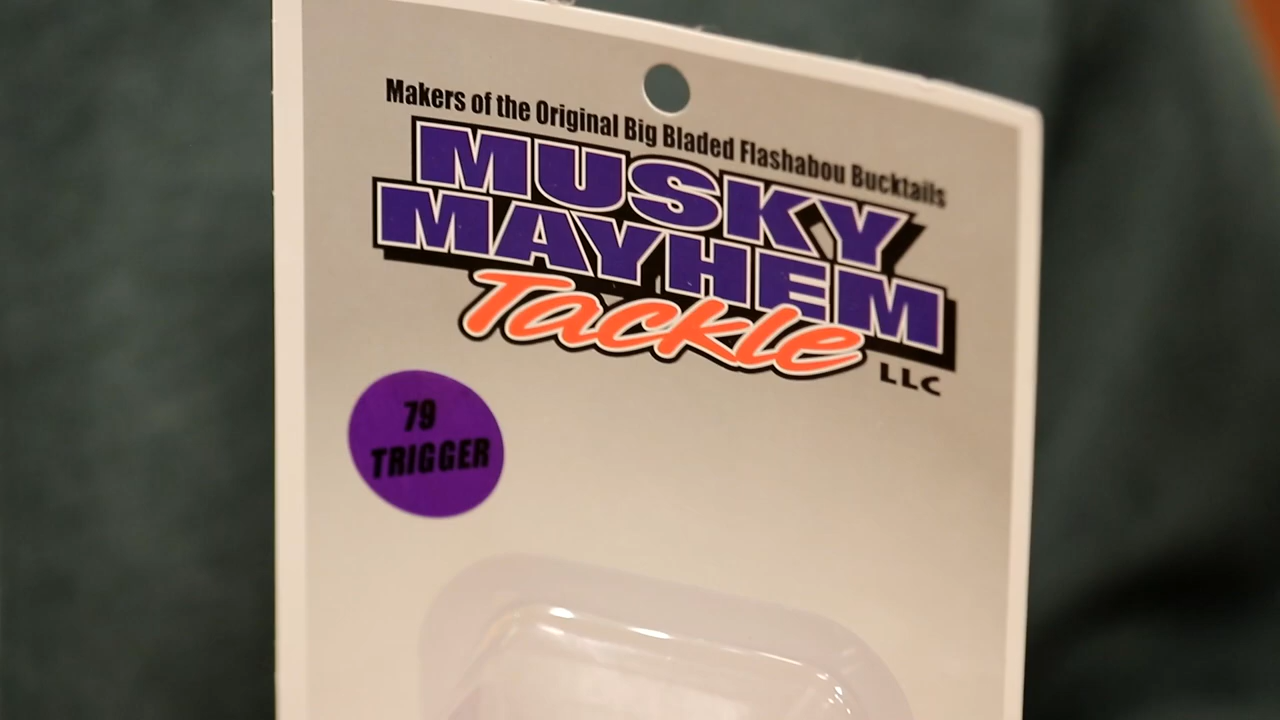 Makers of the Original Big Bladed Flashabou Bucktails
MUSKY
MAYHEM
Tackle
LLC
79
TRIGGER